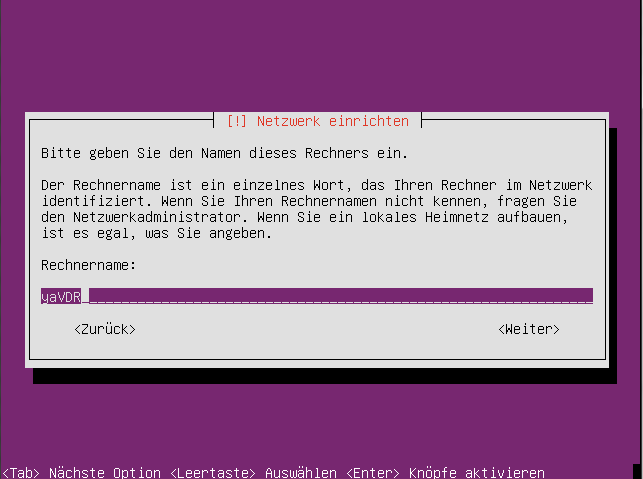 [!] Netzwerk einrichten
Bitte geben Sie den Namen dieses Rechners ein.
Der Rechnername ist ein einzelnes Wort, das Ihren Rechner im Netzwerk
identifiziert. Wenn Sie Ihren Rechnernamen nicht kennen, fragen Sie
den Netzwerkadministrator. Wenn Sie ein lokales Heimnetz aufbauen,
ist es egal, was Sie angeben.
Rechnername:
yaVDR
<Zurück> <Weiter>
<Tab> Nächste Option <Leertaste> Auswählen <Enter> Knöpfe aktivieren